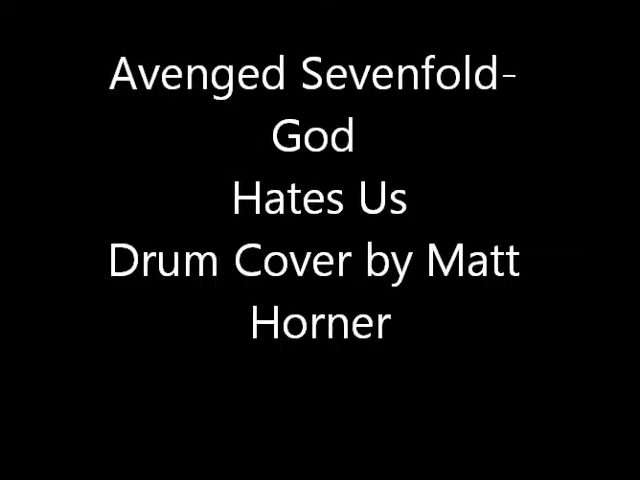 Avenged Sevenfold-
God
Hates Us
Drum Cover by Matt
Horner